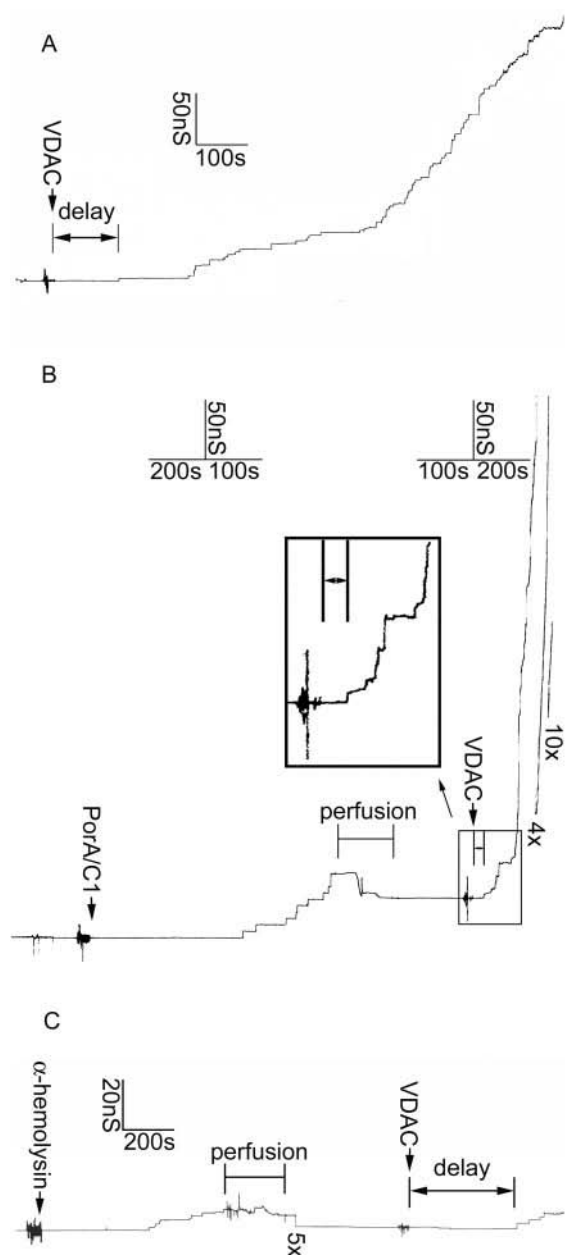 A
50nS
100s
VDAC
delay
B
50nS
200s 100s
50nS
100s 200s
VDAC
10x
4x
perfusion
PorA/C1
C
α-hemolysin
20nS
200s
perfusion
5x
VDAC
delay